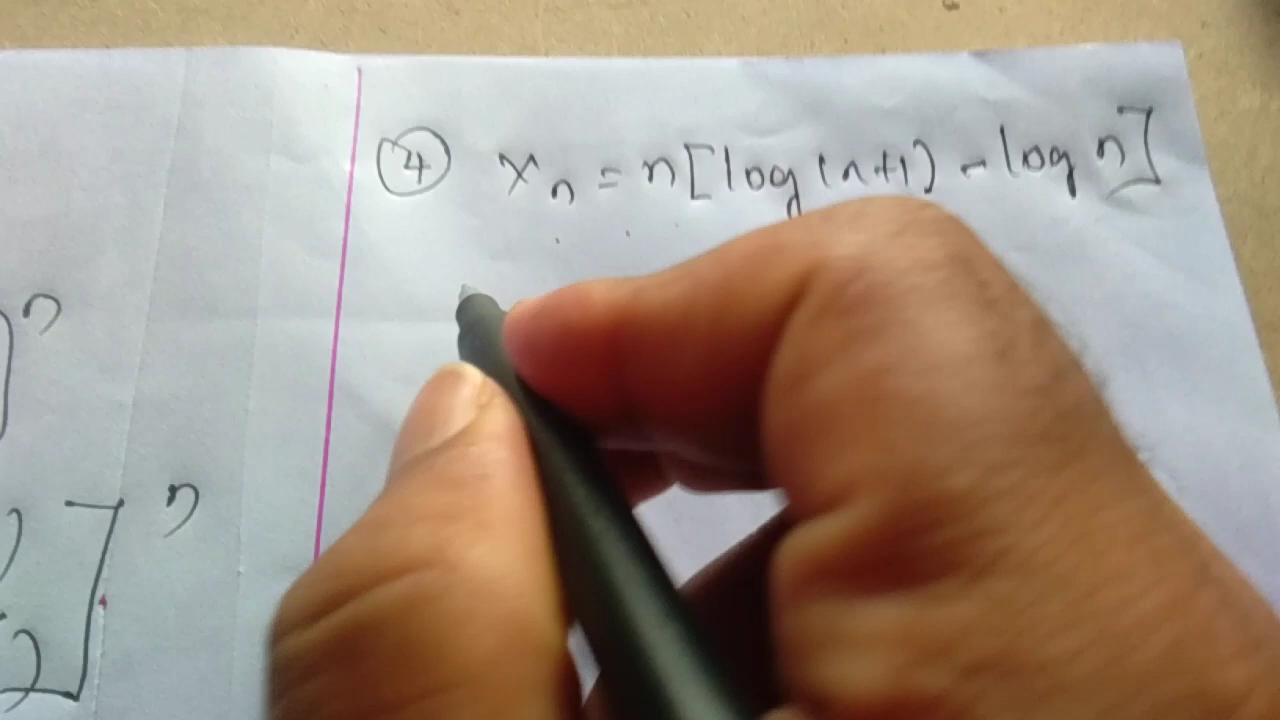 ④ xn = n[log(n+1) - log n]
n
] n